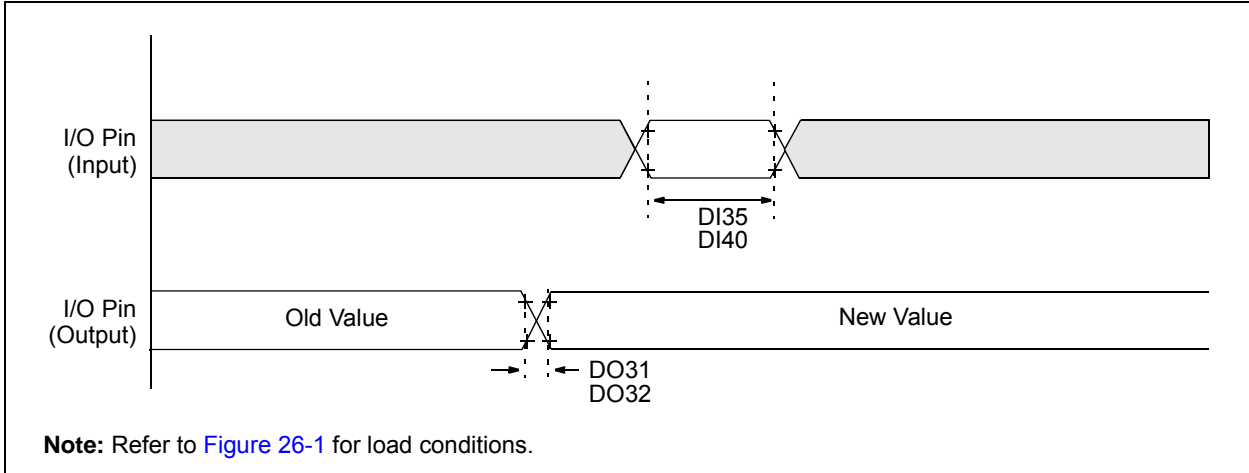 I/O Pin
(Input)
DI35
DI40
I/O Pin
(Output)
Old Value
New Value
DO31
DO32
Note: Refer to Figure 26-1 for load conditions.